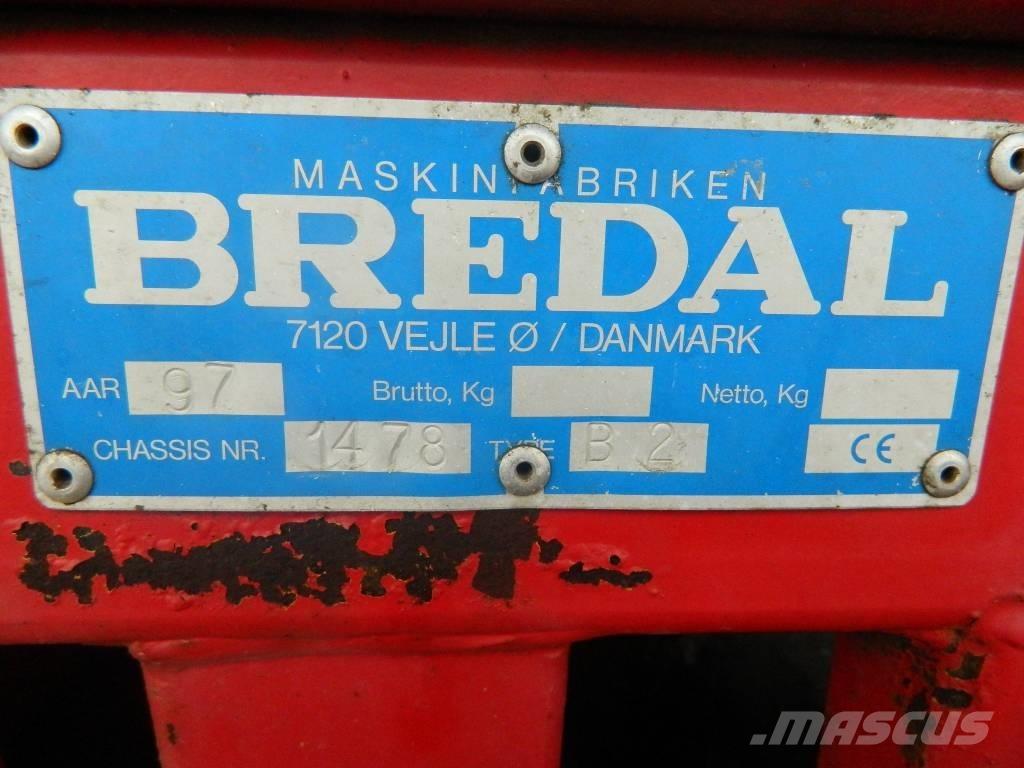 MASKINFABRIKEN
BREDAL
7120 VEJLE Ø / DANMARK
AAR 97 Brutto, Kg Netto, Kg
CHASSIS NR. 1478 TYPE B 2 CE
.MASCUS